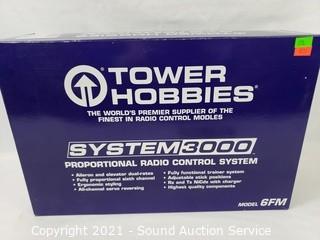 TOWER
HOBBIES
THE WORLD'S PREMIER SUPPLIER OF THE
FINEST IN RADIO CONTROL MODLES
SYSTEM3000
PROPORTIONAL RADIO CONTROL SYSTEM
• Aileron and elevator dual-rates
• Fully proportional sixth channel
• Ergonomic styling
• All-channel servo reversing
• Fully functional trainer system
• Adjustable stick positions
• Rx and Tx NiCds with charger
• Highest quality components
MODEL 6FM
Copyright 2021 - Sound Auction Service